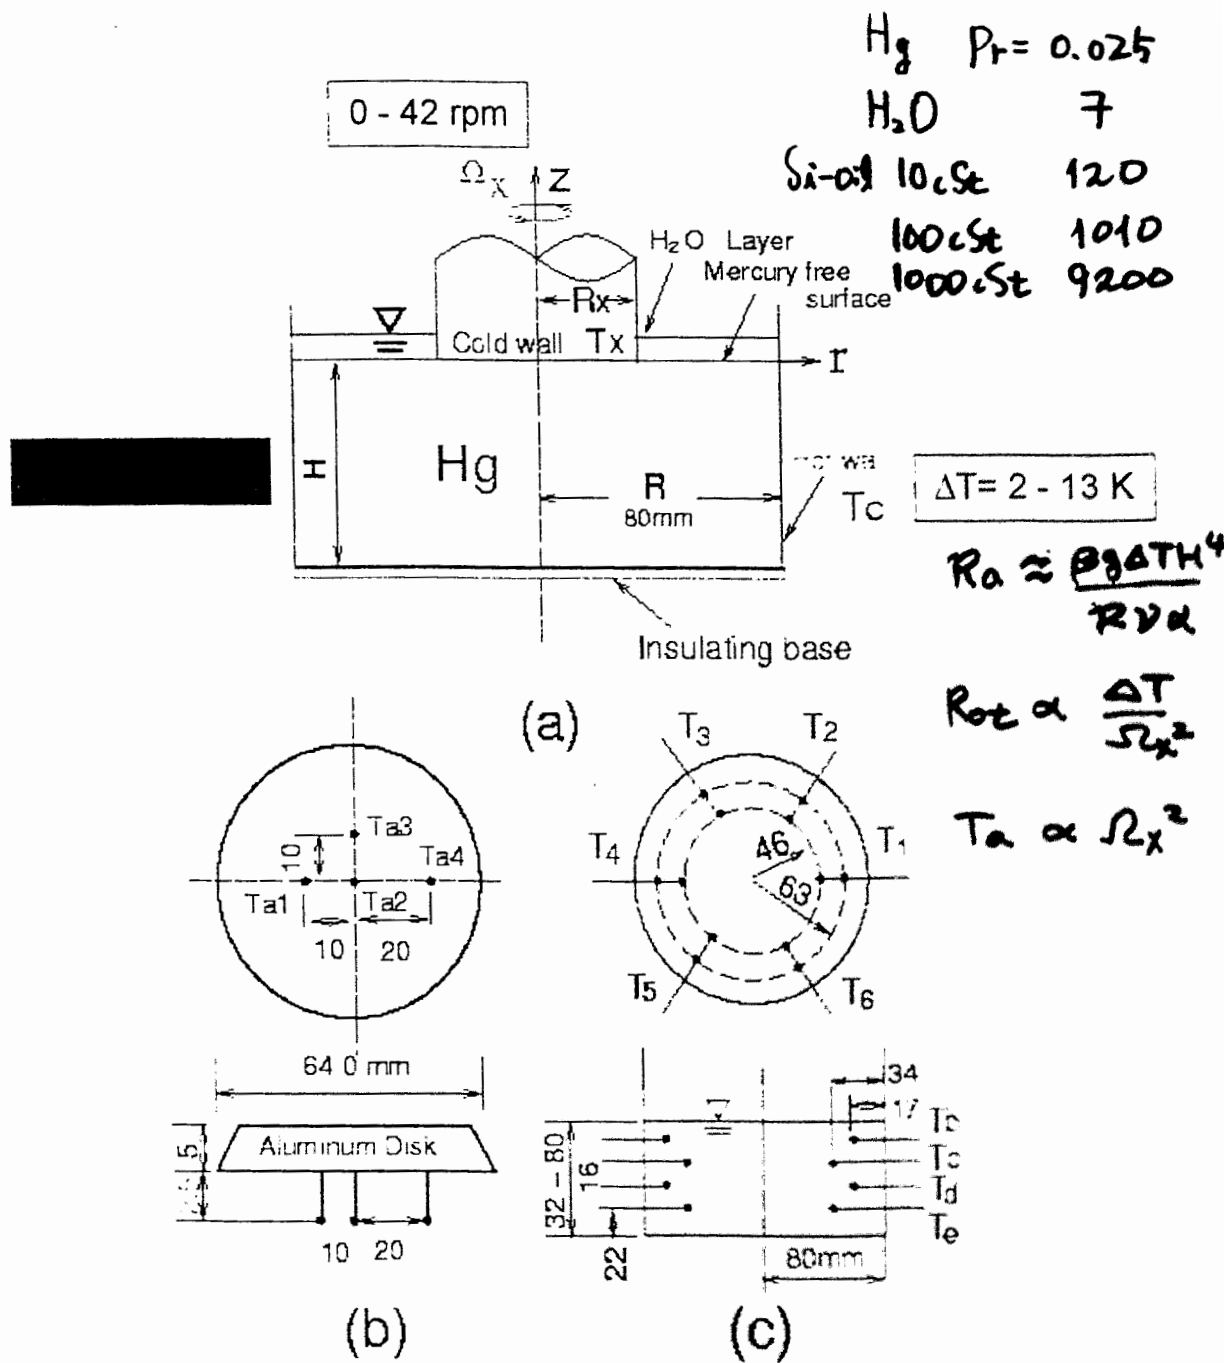 Hg Pr= 0.025
H₂O 7
Si-oil 10cSt 120
100cSt 1010
1000cSt 9200
0 - 42 rpm
Ωx z
H₂O Layer
Mercury free
surface
Rx
Cold wall Tx
r
H
Hg
R
80mm
Tc
ΔT= 2 - 13 K
Ra ≈ βgΔTH⁴
Rνα
Insulating base
(a)
Rot ∝ ΔT
Ωx²
Ta ∝ Ωx²
Ta3
10
Ta4
Ta1
Ta2
10
20
T3
T2
T4
T1
46
63
T5
T6
64 0 mm
Aluminum Disk
5
10 20
(b)
34
17
Tb
Tc
Td
Te
32 – 80
16
22
80mm
(c)